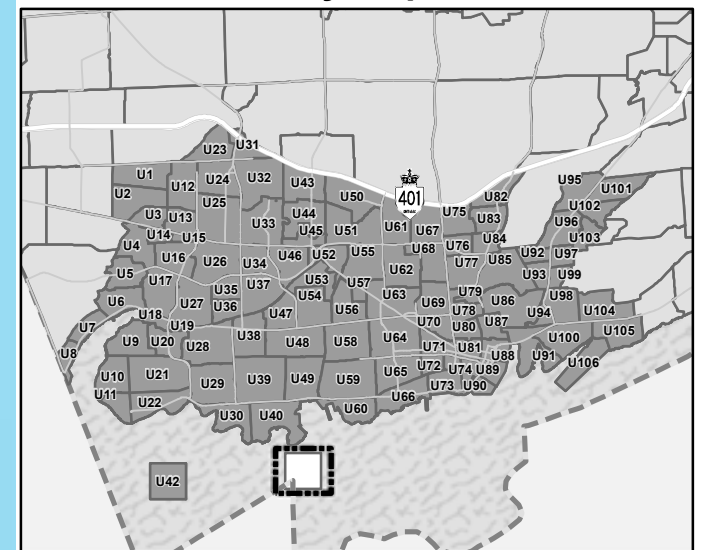 U23 U31
U1 U12 U24 U32 U43
U2 U25 U50
U3 U13 U33 U44
U4 U14 U15 U45 U51
U16 U26 U34 U46 U52 U55
U5 U17 U35 U37 U53 U57
U6 U18 U27 U36 U47 U54 U56
U7 U19 U38
U8 U9 U20 U28 U48 U58
U10 U21 U29 U39 U49 U59
U11 U22 U30 U40 U60
U42
401
U61 U67 U75 U82
U68 U76 U83
U62 U77 U84 U85
U63 U69 U78 U79 U86
U64 U70 U80 U87
U71 U81 U88
U65 U72 U74 U89
U66 U73 U90
U95 U101
U102
U96 U103
U92 U97
U93 U99
U98
U94 U104
U100 U105
U91 U106